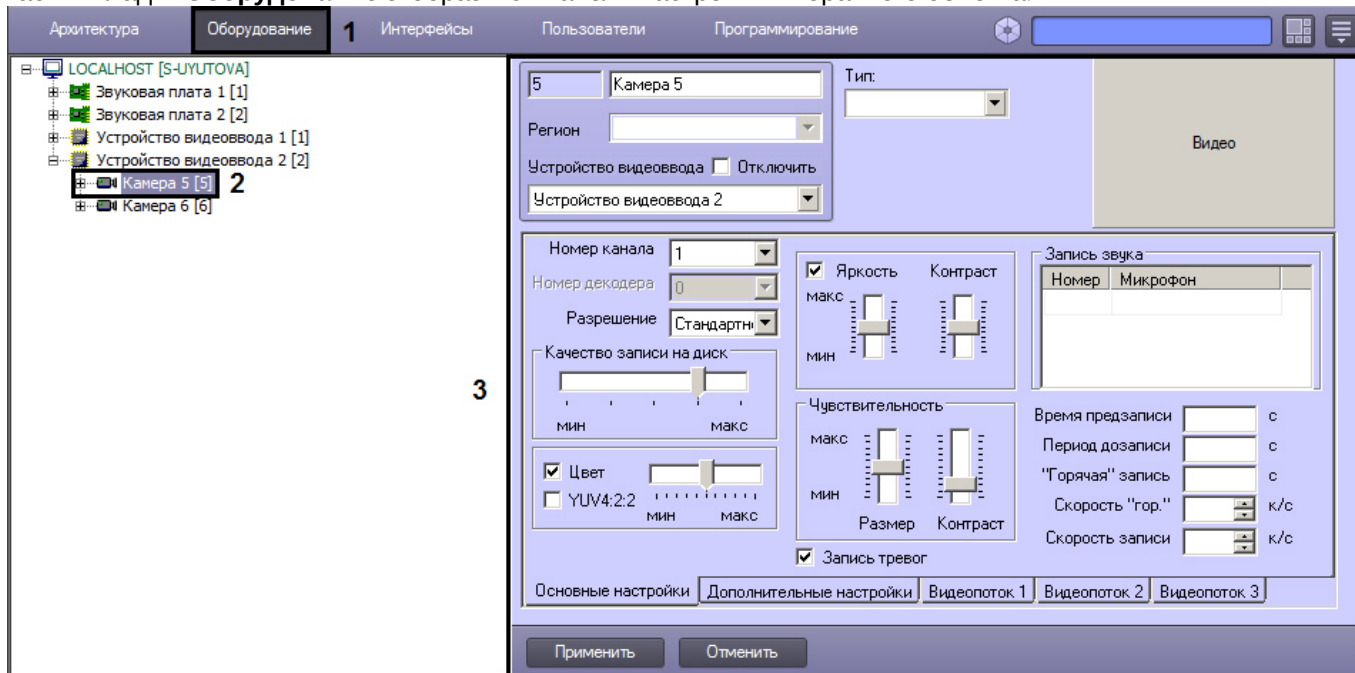 Архитектура Оборудование 1 Интерфейсы Пользователи Программирование
LOCALHOST [S-UYUTOVA]
Звуковая плата 1 [1]
Звуковая плата 2 [2]
Устройство видеоввода 1 [1]
Устройство видеоввода 2 [2]
Камера 5 [5] 2
Камера 6 [6]
3
5 Камера 5 Тип:
Регион
Устройство видеоввода Отключить
Устройство видеоввода 2
Видео
Номер канала 1
Номер декодера 0
Разрешение Стандартн
Качество записи на диск
мин макс
Цвет
YUV4:2:2
мин макс
Яркость Контраст
макс
мин
Чувствительность
макс
мин
Размер Контраст
Запись тревог
Запись звука
Номер Микрофон
Время предзаписи с
Период дозаписи с
"Горячая" запись с
Скорость "гор." к/с
Скорость записи к/с
Основные настройки Дополнительные настройки Видеопоток 1 Видеопоток 2 Видеопоток 3
Применить Отменить